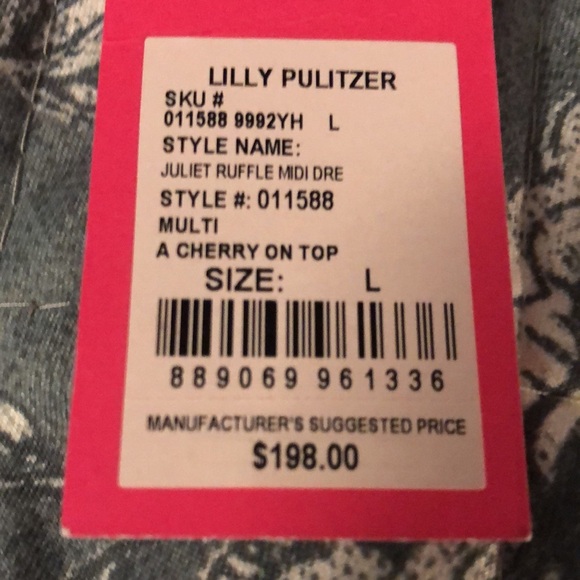 LILLY PULITZER
SKU #
011588 9992YH L
STYLE NAME:
JULIET RUFFLE MIDI DRE
STYLE #: 011588
MULTI
A CHERRY ON TOP
SIZE: L
889069 961336
MANUFACTURER'S SUGGESTED PRICE
$198.00